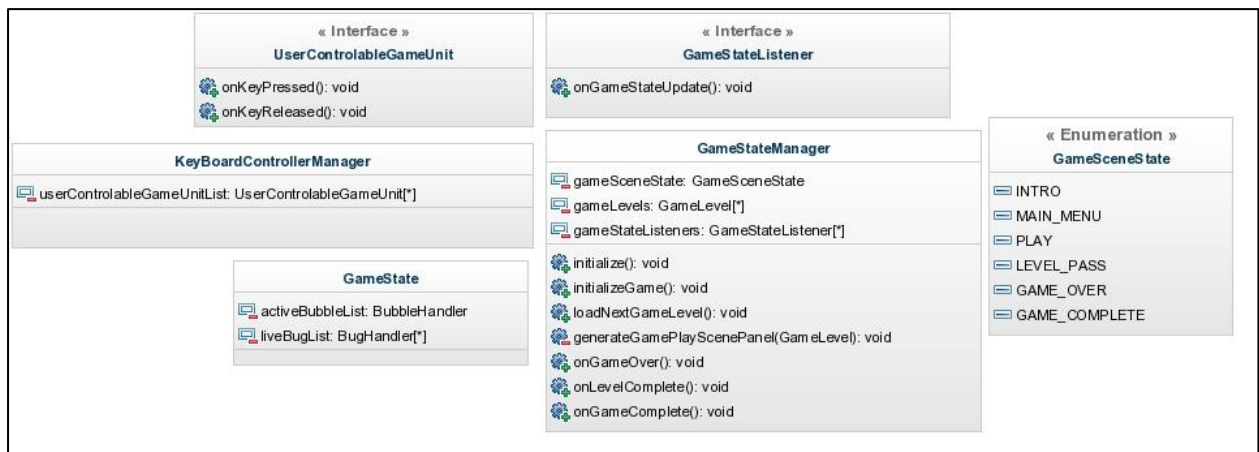 « Interface »
UserControlableGameUnit
onKeyPressed(): void
onKeyReleased(): void
« Interface »
GameStateListener
onGameStateUpdate(): void
KeyBoardControllerManager
userControlableGameUnitList: UserControlableGameUnit[*]
GameStateManager
gameSceneState: GameSceneState
gameLevels: GameLevel[*]
gameStateListeners: GameStateListener[*]
initialize(): void
initializeGame(): void
loadNextGameLevel(): void
generateGamePlayScenePanel(GameLevel): void
onGameOver(): void
onLevelComplete(): void
onGameComplete(): void
« Enumeration »
GameSceneState
INTRO
MAIN_MENU
PLAY
LEVEL_PASS
GAME_OVER
GAME_COMPLETE
GameState
activeBubbleList: BubbleHandler
liveBugList: BugHandler[*]